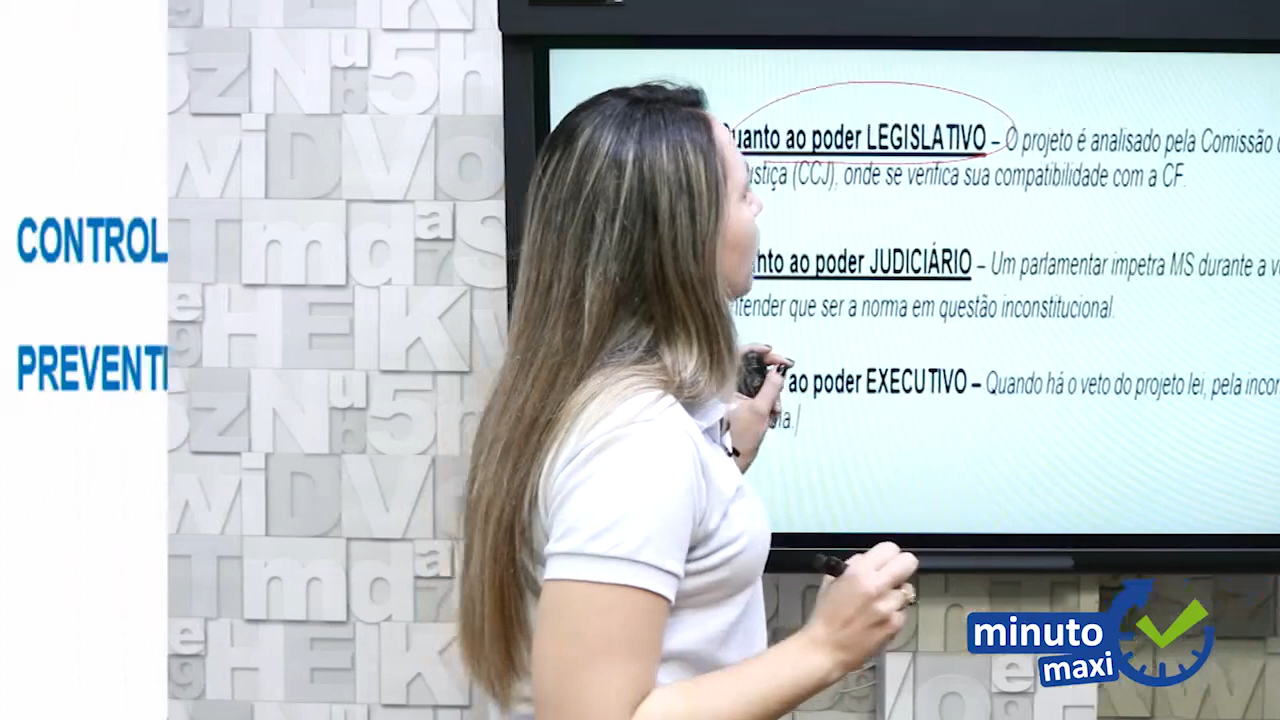 CONTROL
PREVENTI
Quanto ao poder LEGISLATIVO – O projeto é analisado pela Comissão
ustiça (CCJ), onde se verifica sua compatibilidade com a CF.
nto ao poder JUDICIÁRIO – Um parlamentar impetra MS durante a v
ntender que ser a norma em questão inconstitucional.
ao poder EXECUTIVO – Quando há o veto do projeto lei, pela incor
minuto
maxi